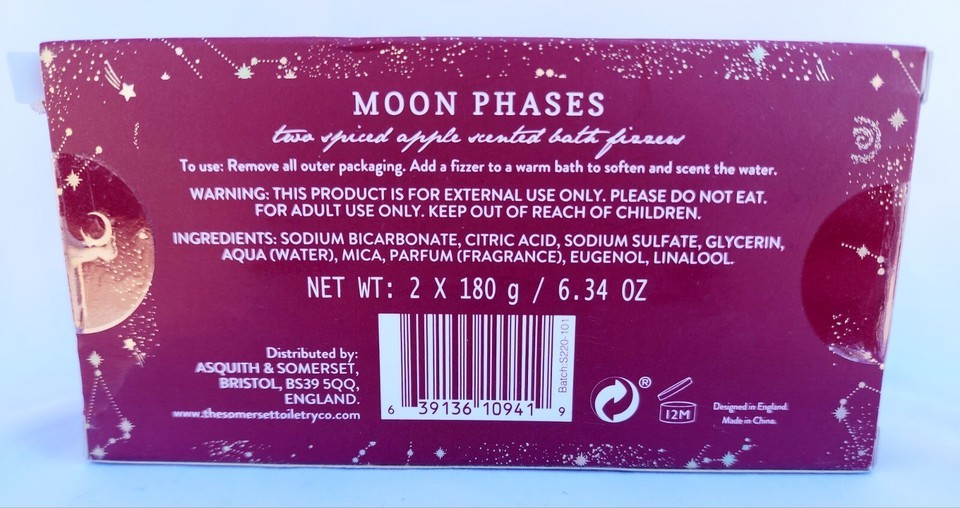 MOON PHASES
two spiced apple scented bath fizzers
To use: Remove all outer packaging. Add a fizzer to a warm bath to soften and scent the water.
WARNING: THIS PRODUCT IS FOR EXTERNAL USE ONLY. PLEASE DO NOT EAT.
FOR ADULT USE ONLY. KEEP OUT OF REACH OF CHILDREN.
INGREDIENTS: SODIUM BICARBONATE, CITRIC ACID, SODIUM SULFATE, GLYCERIN,
AQUA (WATER), MICA, PARFUM (FRAGRANCE), EUGENOL, LINALOOL.
NET WT: 2 X 180 g / 6.34 OZ
Distributed by:
ASQUITH & SOMERSET,
BRISTOL, BS39 5QQ,
ENGLAND.
www.thesomersettoiletryco.com
6 39136 10941 9
Batch S220-101
®
12M
Designed in England.
Made in China.